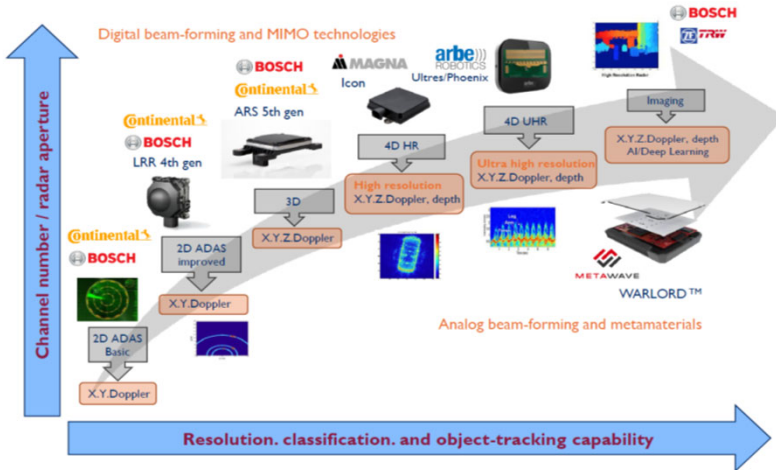 Digital beam-forming and MIMO technologies
BOSCH
Continental
ARS 5th gen
MAGNA
Icon
arbe
ROBOTICS
Ultres/Phoenix
High Resolution Radar
BOSCH
ZF TRW
Continental
BOSCH
LRR 4th gen
4D HR
4D UHR
Imaging
X.Y.Z.Doppler, depth
AI/Deep Learning
High resolution
X.Y.Z.Doppler, depth
Ultra high resolution
X.Y.Z.Doppler, depth
3D
X.Y.Z.Doppler
Continental
BOSCH
2D ADAS
improved
X.Y.Doppler
METAWAVE
WARLORD™
Analog beam-forming and metamaterials
2D ADAS
Basic
X.Y.Doppler
Channel number / radar aperture
Resolution. classification. and object-tracking capability